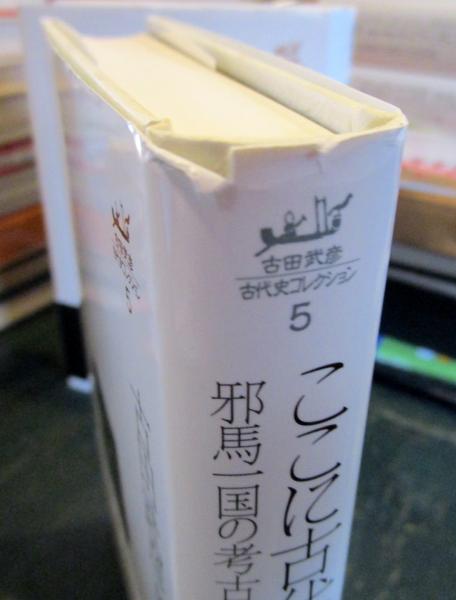 古田武彦
古代史コレクション
5
ここに古代
邪馬一国の考古